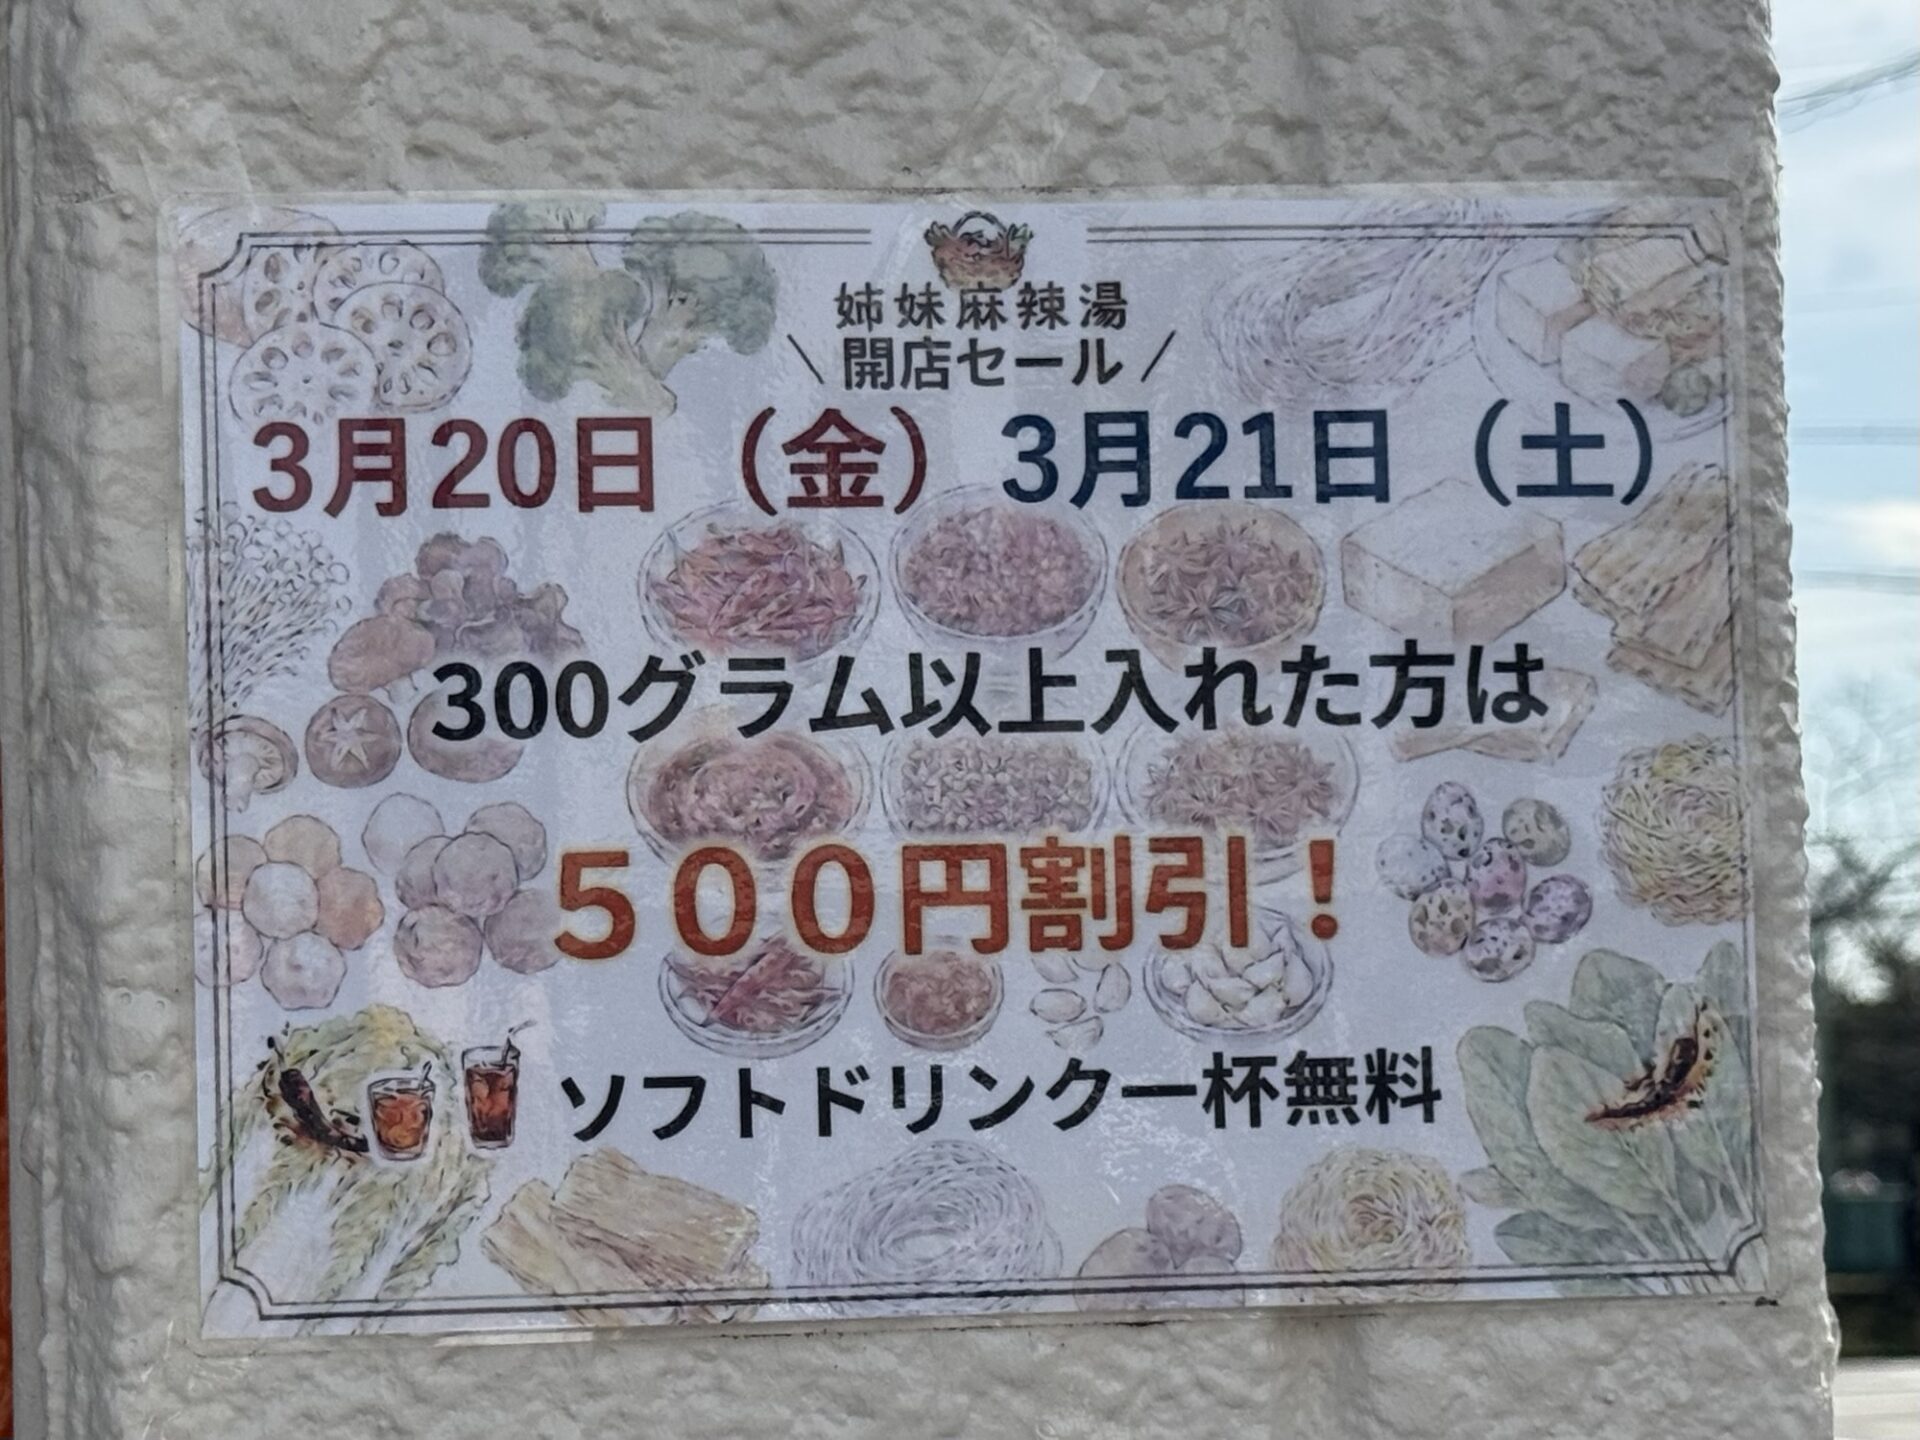 姉妹麻辣湯
\開店セール/
3月20日（金）3月21日（土）
300グラム以上入れた方は
５００円割引！
ソフトドリンク一杯無料